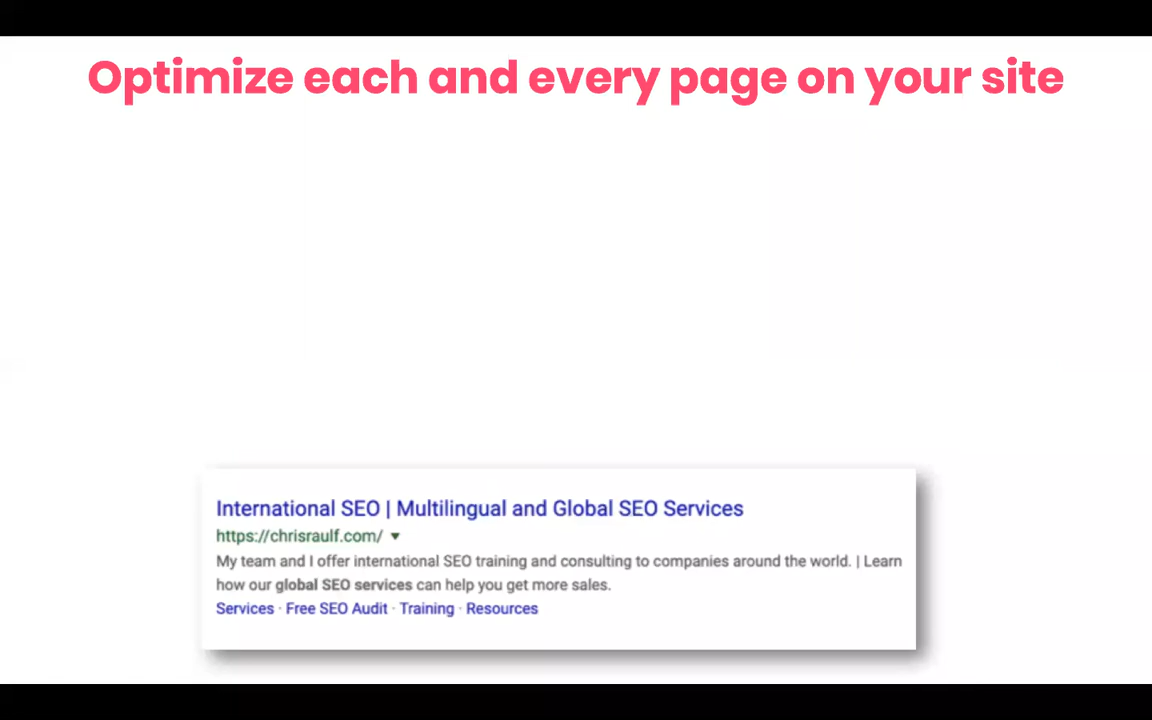 Optimize each and every page on your site
International SEO | Multilingual and Global SEO Services
https://chrisraulf.com/ ▼
My team and I offer international SEO training and consulting to companies around the world. | Learn
how our global SEO services can help you get more sales.
Services · Free SEO Audit · Training · Resources